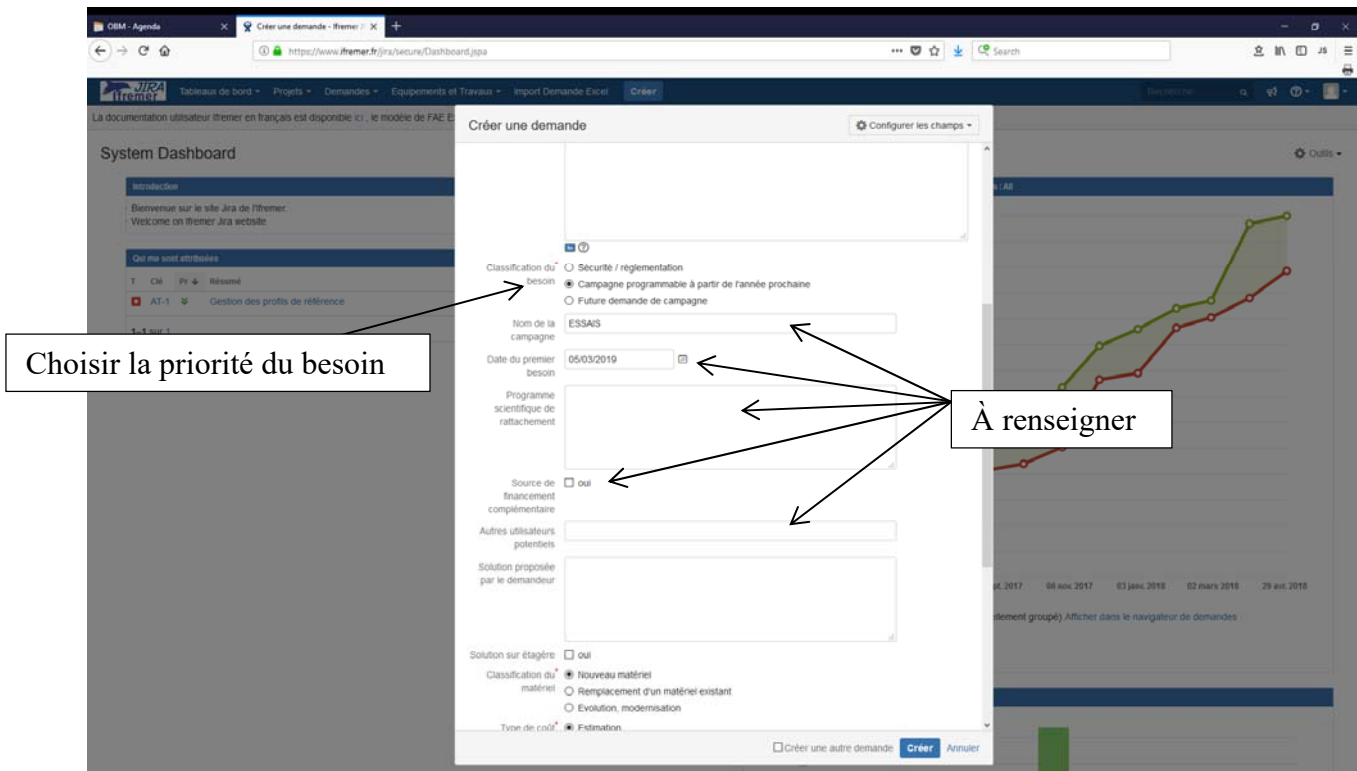 OBM - Agenda
Créer une demande - Ifremer J
https://www.ifremer.fr/jira/secure/Dashboard.jspa
Search
JIRA
Ifremer
Tableaux de bord Projets Demandes Equipements et Travaux Import Demande Excel Créer
Recherche
La documentation utilisateur Ifremer en français est disponible ici , le modèle de FAE E
Créer une demande
Configurer les champs
System Dashboard
Outils
Introduction
s : All
Bienvenue sur le site Jira de l'Ifremer.
Welcome on Ifremer Jira website
Qui me sont attribuées
T Clé Pr Résumé
AT-1 Gestion des profils de référence
1–1 sur 1
Classification du besoin*
Sécurité / réglementation
Campagne programmable à partir de l'année prochaine
Future demande de campagne
Choisir la priorité du besoin
Nom de la campagne
ESSAIS
Date du premier besoin
05/03/2019
Programme scientifique de rattachement
À renseigner
Source de financement complémentaire
oui
Autres utilisateurs potentiels
Solution proposée par le demandeur
pt. 2017 06 nov. 2017 03 janv. 2018 02 mars 2018 29 avr. 2018
ellement groupé) Afficher dans le navigateur de demandes
Solution sur étagère
oui
Classification du matériel*
Nouveau matériel
Remplacement d'un matériel existant
Evolution, modernisation
Type de coût*
Estimation
Créer une autre demande Créer Annuler